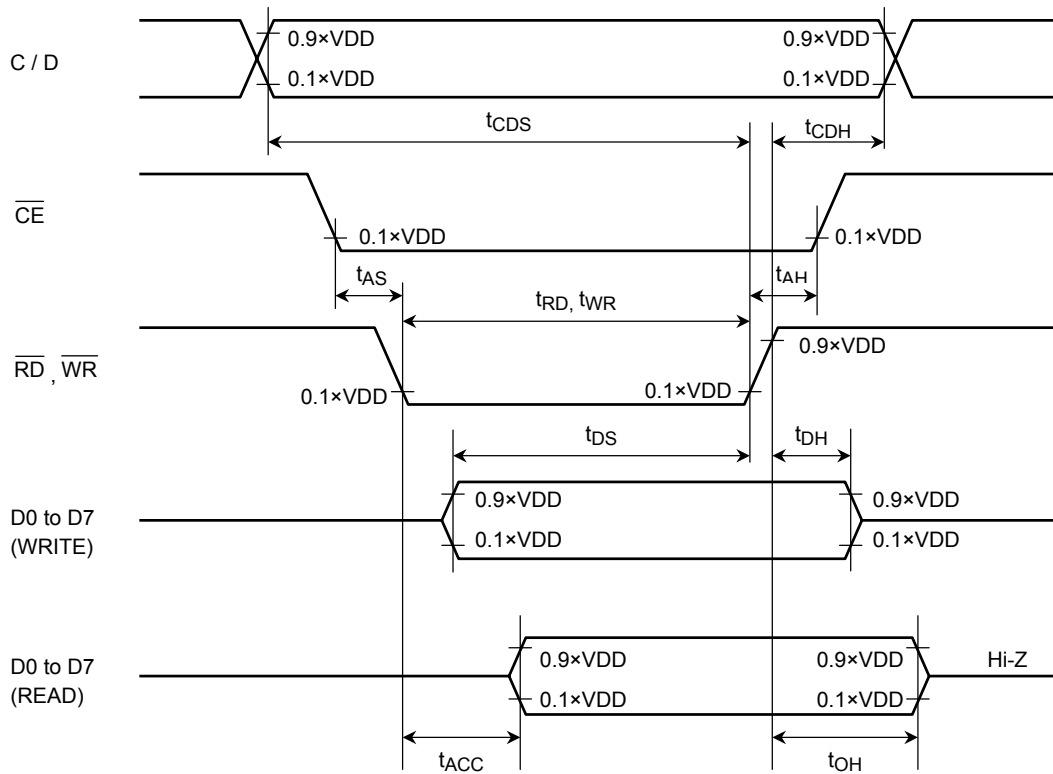 C / D
0.9×VDD
0.9×VDD
0.1×VDD
0.1×VDD
tCDS
tCDH
CE
0.1×VDD
0.1×VDD
tAS
tRD, tWR
tAH
RD , WR
0.9×VDD
0.1×VDD
0.1×VDD
tDS
tDH
D0 to D7
(WRITE)
0.9×VDD
0.9×VDD
0.1×VDD
0.1×VDD
D0 to D7
(READ)
0.9×VDD
0.9×VDD
Hi-Z
0.1×VDD
0.1×VDD
tACC
tOH